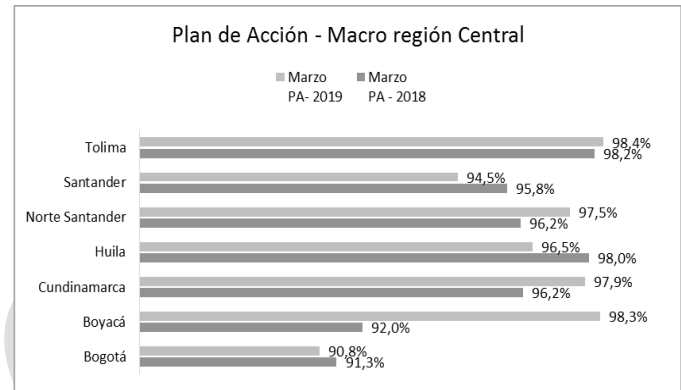 Plan de Acción - Macro región Central
Marzo Marzo
PA- 2019 PA - 2018
Tolima 98,4%
98,2%
Santander 94,5%
95,8%
Norte Santander 97,5%
96,2%
Huila 96,5%
98,0%
Cundinamarca 97,9%
96,2%
Boyacá 98,3%
92,0%
Bogotá 90,8%
91,3%